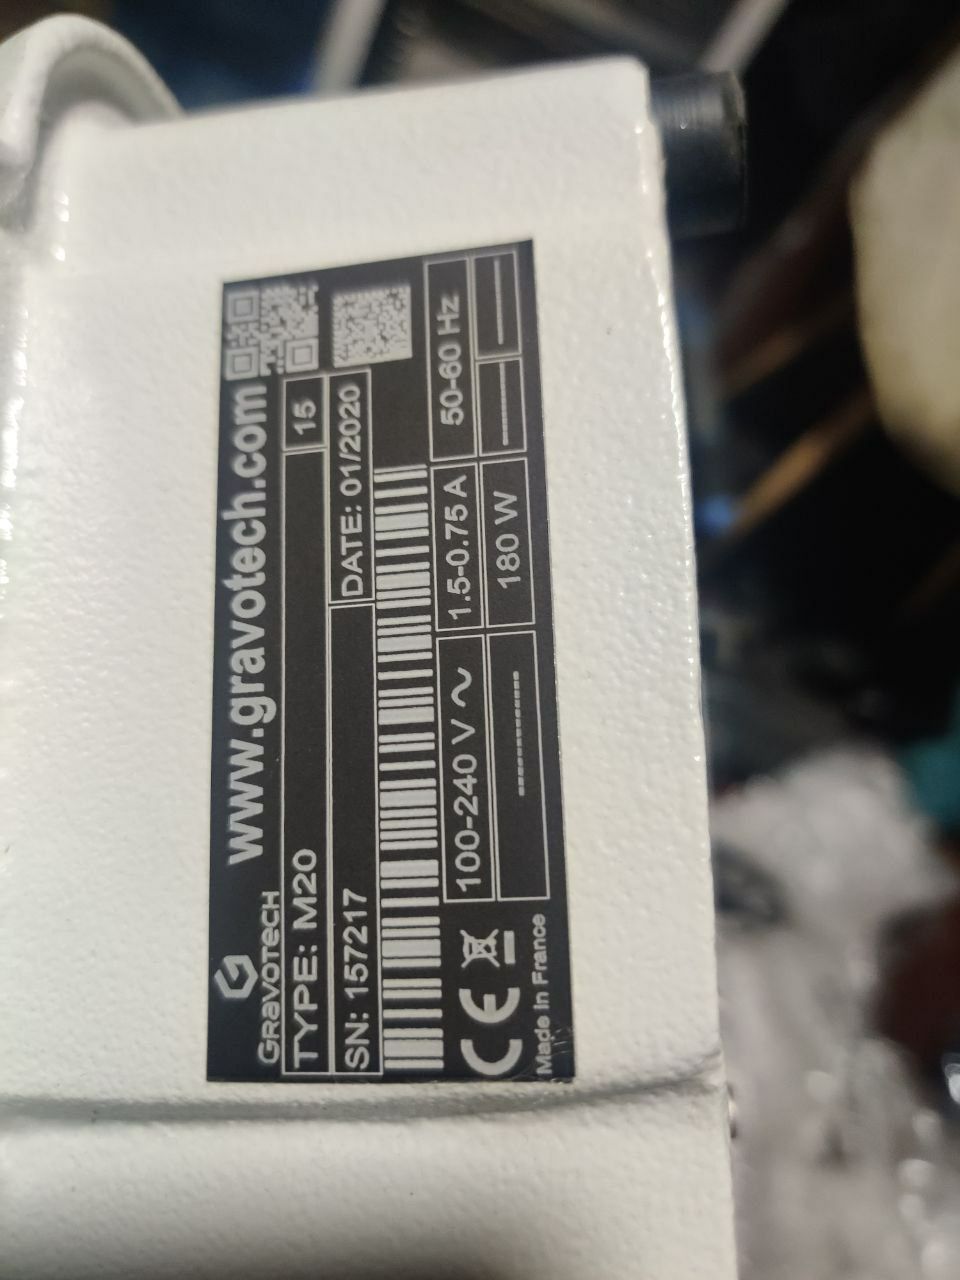 GRAVOTECH www.gravotech.com
TYPE: M20 15
SN: 157217 DATE: 01/2020
100-240 V ~ 1.5-0.75 A 50-60 Hz
---------- 180 W ---------- ----------
CE
Made In France